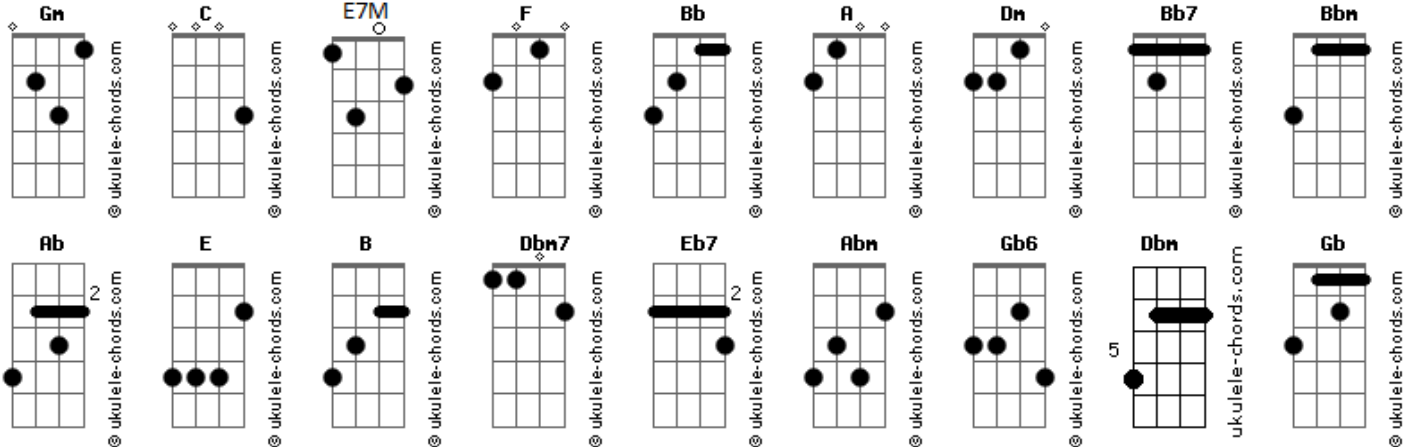 Gm C E7M F Bb A Dm Bb7 Bbm
© ukulele-chords.com © ukulele-chords.com © ukulele-chords.com © ukulele-chords.com © ukulele-chords.com © ukulele-chords.com © ukulele-chords.com © ukulele-chords.com © ukulele-chords.com
Ab E B Dbm7 Eb7 Abm Gb6 Dbm Gb
2 2 5
© ukulele-chords.com © ukulele-chords.com © ukulele-chords.com © ukulele-chords.com © ukulele-chords.com © ukulele-chords.com © ukulele-chords.com ukulele-chords.com © ukulele-chords.com